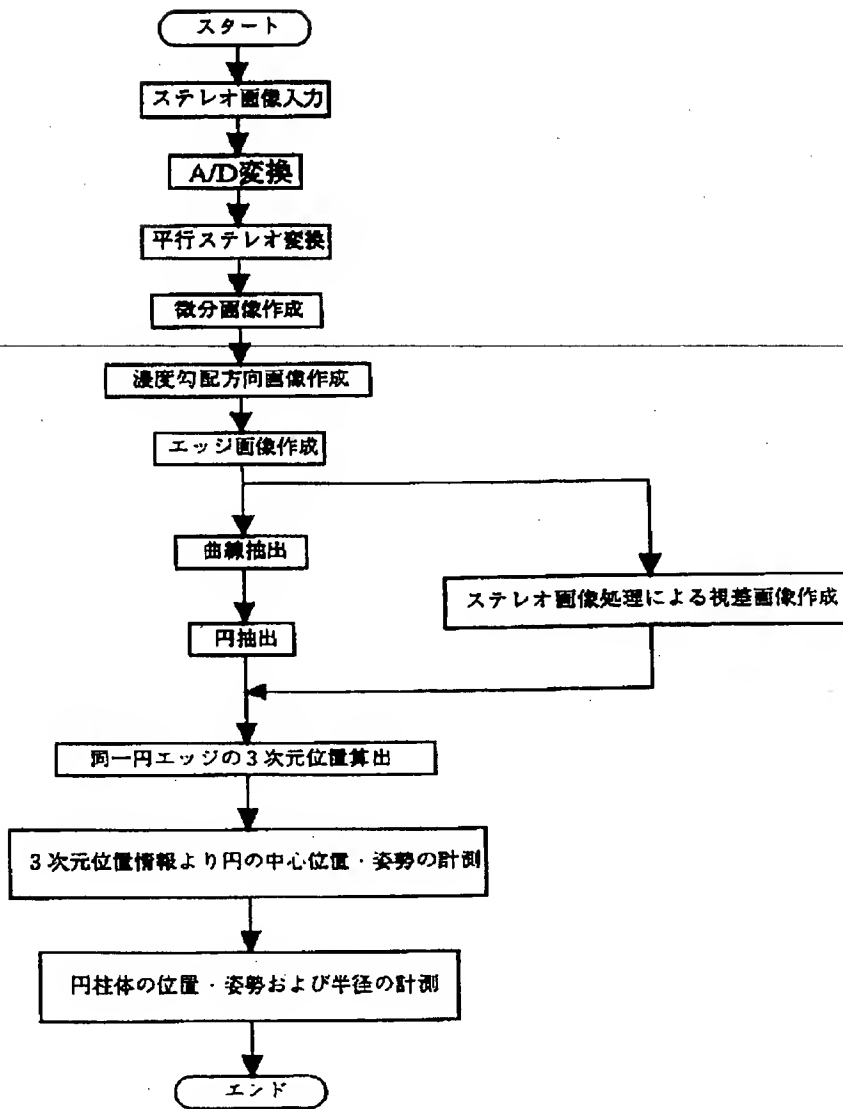 スタート
ステレオ画像入力
A/D変換
平行ステレオ変換
微分画像作成
濃度勾配方向画像作成
エッジ画像作成
曲線抽出
ステレオ画像処理による視差画像作成
円抽出
同一円エッジの3次元位置算出
3次元位置情報より円の中心位置・姿勢の計測
円柱体の位置・姿勢および半径の計測
エンド